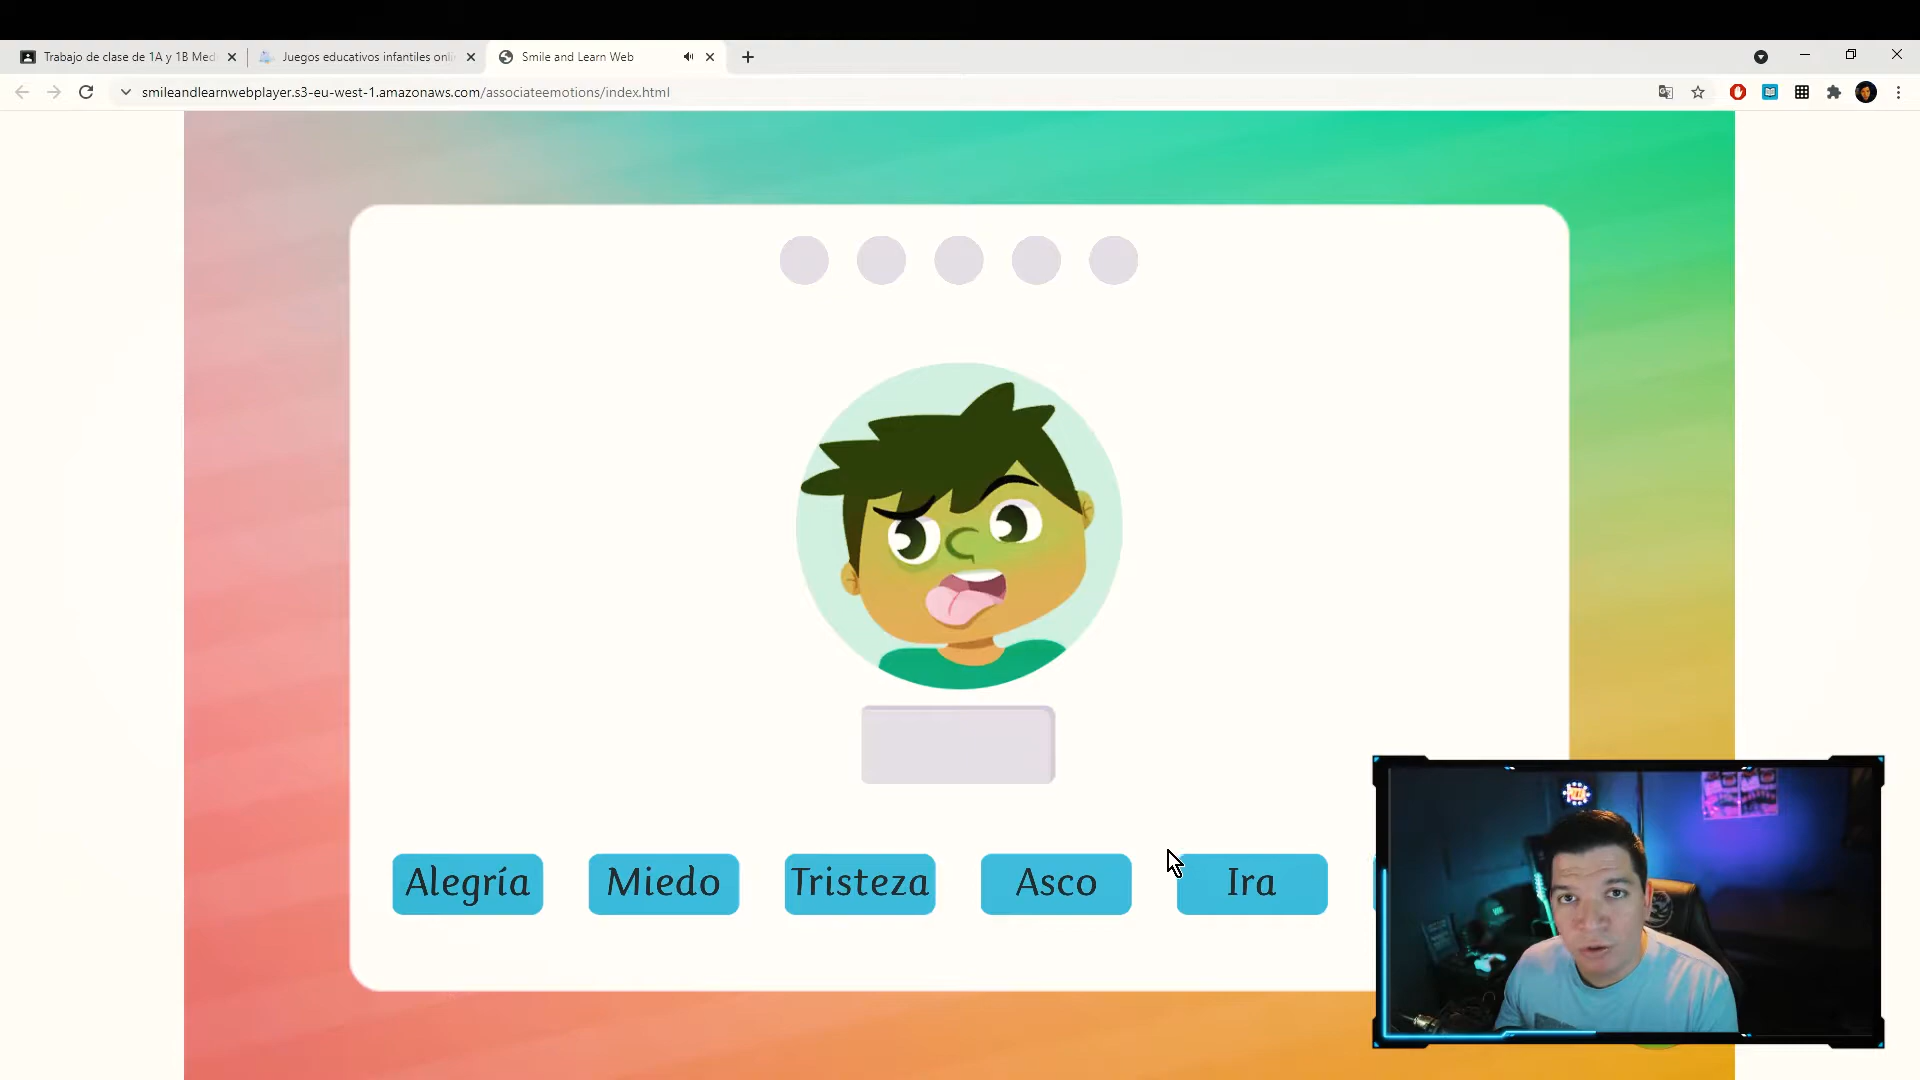 Trabajo de clase de 1A y 1B Med
Juegos educativos infantiles onli
Smile and Learn Web
smileandlearnwebplayer.s3-eu-west-1.amazonaws.com/associateemotions/index.html
Alegría
Miedo
Tristeza
Asco
Ira